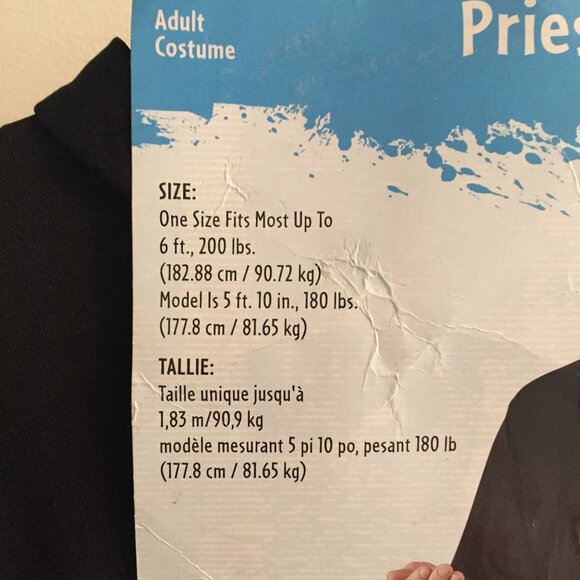 Adult
Costume
Pries
SIZE:
One Size Fits Most Up To
6 ft., 200 lbs.
(182.88 cm / 90.72 kg)
Model Is 5 ft. 10 in., 180 lbs.
(177.8 cm / 81.65 kg)
TALLIE:
Taille unique jusqu'à
1,83 m/90,9 kg
modèle mesurant 5 pi 10 po, pesant 180 lb
(177.8 cm / 81.65 kg)